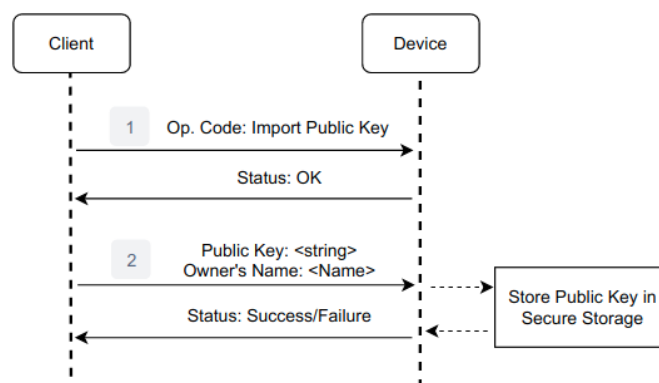 Client
Device
1
Op. Code: Import Public Key
Status: OK
2
Public Key: <string>
Owner's Name: <Name>
Store Public Key in
Secure Storage
Status: Success/Failure